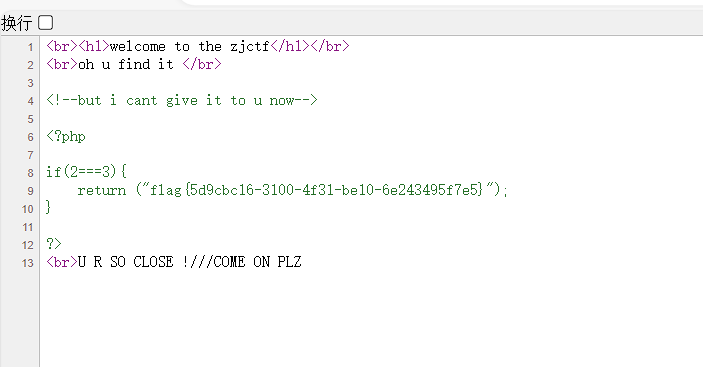 换行
1 <br><h1>welcome to the zjctf</h1></br>
2 <br>oh u find it </br>
3
4 <!--but i cant give it to u now-->
5
6 <?php
7
8 if(2===3){
9     return ("flag{5d9cbc16-3100-4f31-be10-6e243495f7e5}");
10 }
11
12 ?>
13 <br>U R SO CLOSE !///COME ON PLZ